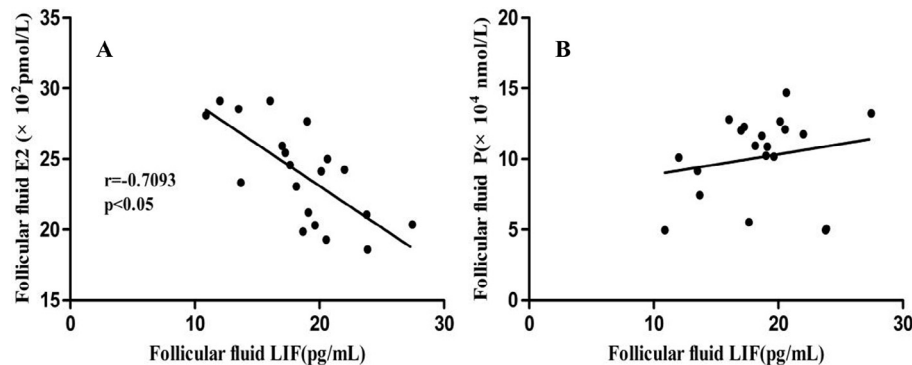 A
Follicular fluid E2 (× 10²pmol/L)
35
30
25
20
15
r=-0.7093
p<0.05
0
10
20
30
Follicular fluid LIF(pg/mL)
B
Follicular fluid P(× 10⁴ nmol/L)
20
15
10
5
0
0
10
20
30
Follicular fluid LIF(pg/mL)